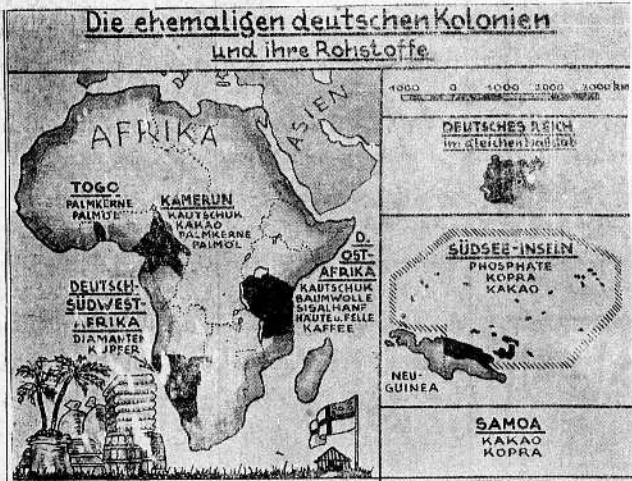 Die ehemaligen deutschen Kolonien
und ihre Rohstoffe
AFRIKA
ASIEN
TOGO
PALMKERNE
PALMÖL
KAMERUN
KAUTSCHUK
KAKAO
PALMKERNE
PALMÖL
D.
OST-
AFRIKA
KAUTSCHUK
BAUMWOLLE
SISALHANF
HÄUTE u. FELLE
KAFFEE
DEUTSCH-
SÜDWEST-
AFRIKA
DIAMANTEN
KUPFER
1000 0 1000 2000 3000 km
DEUTSCHES REICH
im gleichen Maßstab
SÜDSEE-INSELN
PHOSPHATE
KOPRA
KAKAO
NEU-
GUINEA
SAMOA
KAKAO
KOPRA